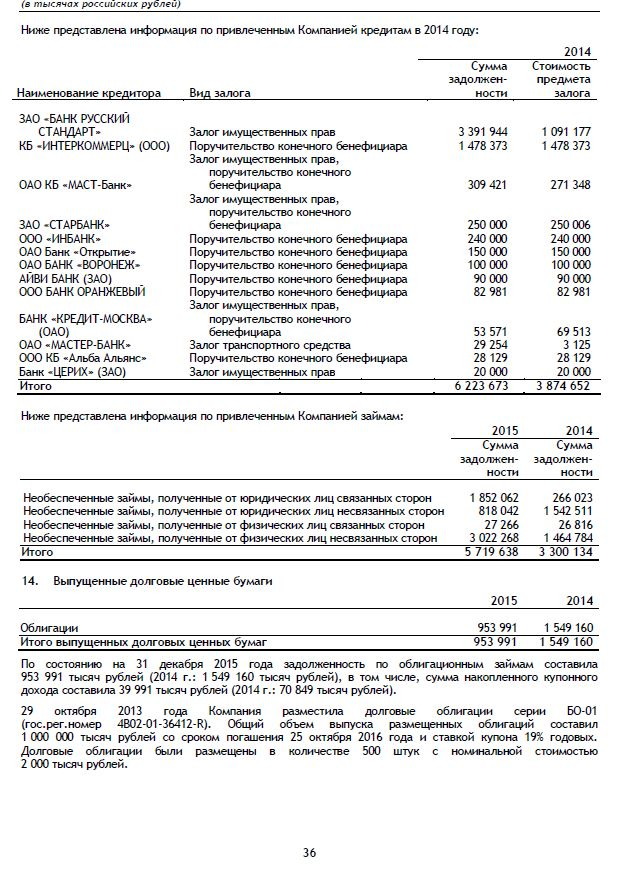 (в тысячах российских рублей)
Ниже представлена информация по привлеченным Компанией кредитам в 2014 году:
2014
Сумма Стоимость
задолжен- предмета
Наименование кредитора Вид залога ности залога
ЗАО «БАНК РУССКИЙ
СТАНДАРТ» Залог имущественных прав 3 391 944 1 091 177
КБ «ИНТЕРКОММЕРЦ» (ООО) Поручительство конечного бенефициара 1 478 373 1 478 373
Залог имущественных прав,
поручительство конечного
ОАО КБ «МАСТ-Банк» бенефициара 309 421 271 348
Залог имущественных прав,
поручительство конечного
ЗАО «СТАРБАНК» бенефициара 250 000 250 006
ООО «ИНБАНК» Поручительство конечного бенефициара 240 000 240 000
ОАО Банк «Открытие» Поручительство конечного бенефициара 150 000 150 000
ОАО БАНК «ВОРОНЕЖ» Поручительство конечного бенефициара 100 000 100 000
АЙВИ БАНК (ЗАО) Поручительство конечного бенефициара 90 000 90 000
ООО БАНК ОРАНЖЕВЫЙ Поручительство конечного бенефициара 82 981 82 981
Залог имущественных прав,
БАНК «КРЕДИТ-МОСКВА» поручительство конечного
(ОАО) бенефициара 53 571 69 513
ОАО «МАСТЕР-БАНК» Залог транспортного средства 29 254 3 125
ООО КБ «Альба Альянс» Поручительство конечного бенефициара 28 129 28 129
Банк «ЦЕРИХ» (ЗАО) Залог имущественных прав 20 000 20 000
Итого 6 223 673 3 874 652
Ниже представлена информация по привлеченным Компанией займам:
2015 2014
Сумма Сумма
задолжен- задолжен-
ности ности
Необеспеченные займы, полученные от юридических лиц связанных сторон 1 852 062 266 023
Необеспеченные займы, полученные от юридических лиц несвязанных сторон 818 042 1 542 511
Необеспеченные займы, полученные от физических лиц связанных сторон 27 266 26 816
Необеспеченные займы, полученные от физических лиц несвязанных сторон 3 022 268 1 464 784
Итого 5 719 638 3 300 134
14. Выпущенные долговые ценные бумаги
2015 2014
Облигации 953 991 1 549 160
Итого выпущенных долговых ценных бумаг 953 991 1 549 160
По состоянию на 31 декабря 2015 года задолженность по облигационным займам составила
953 991 тысяч рублей (2014 г.: 1 549 160 тысяч рублей), в том числе, сумма накопленного купонного
дохода составила 39 991 тысяч рублей (2014 г.: 70 849 тысяч рублей).
29 октября 2013 года Компания разместила долговые облигации серии БО-01
(гос.рег.номер 4B02-01-36412-R). Общий объем выпуска размещенных облигаций составил
1 000 000 тысяч рублей со сроком погашения 25 октября 2016 года и ставкой купона 19% годовых.
Долговые облигации были размещены в количестве 500 штук с номинальной стоимостью
2 000 тысяч рублей.
36